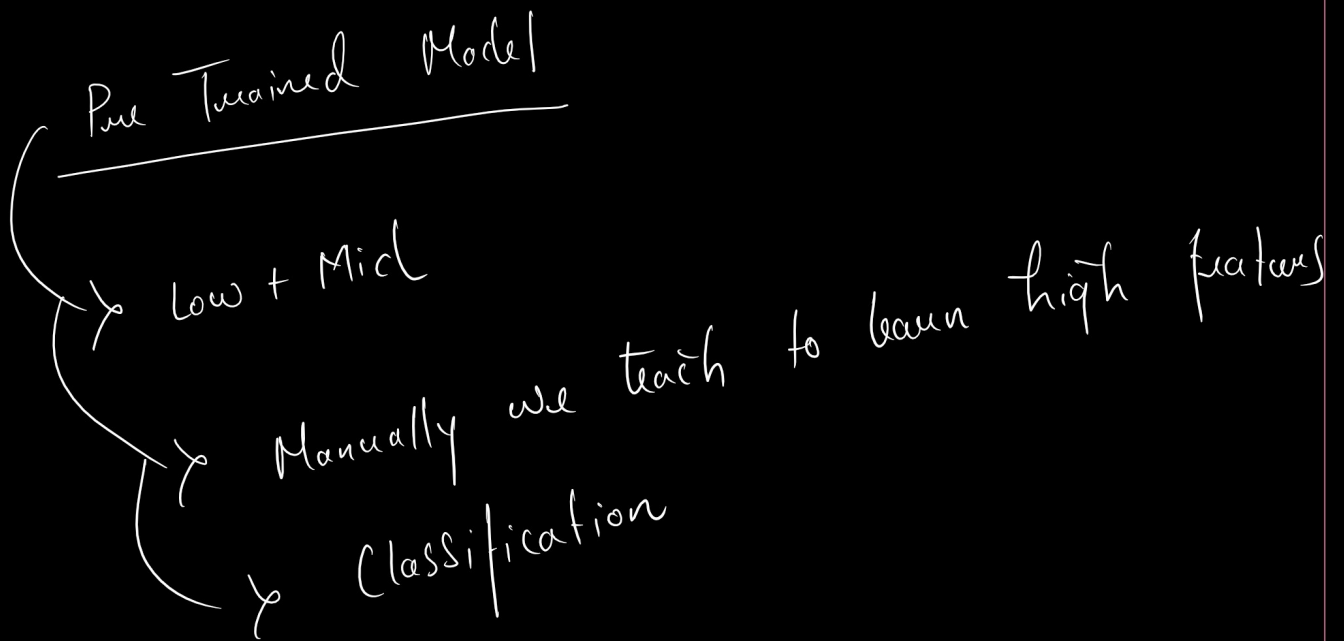 Pre Trained Model
Low + Mid
Manually we teach to learn high features
Classification